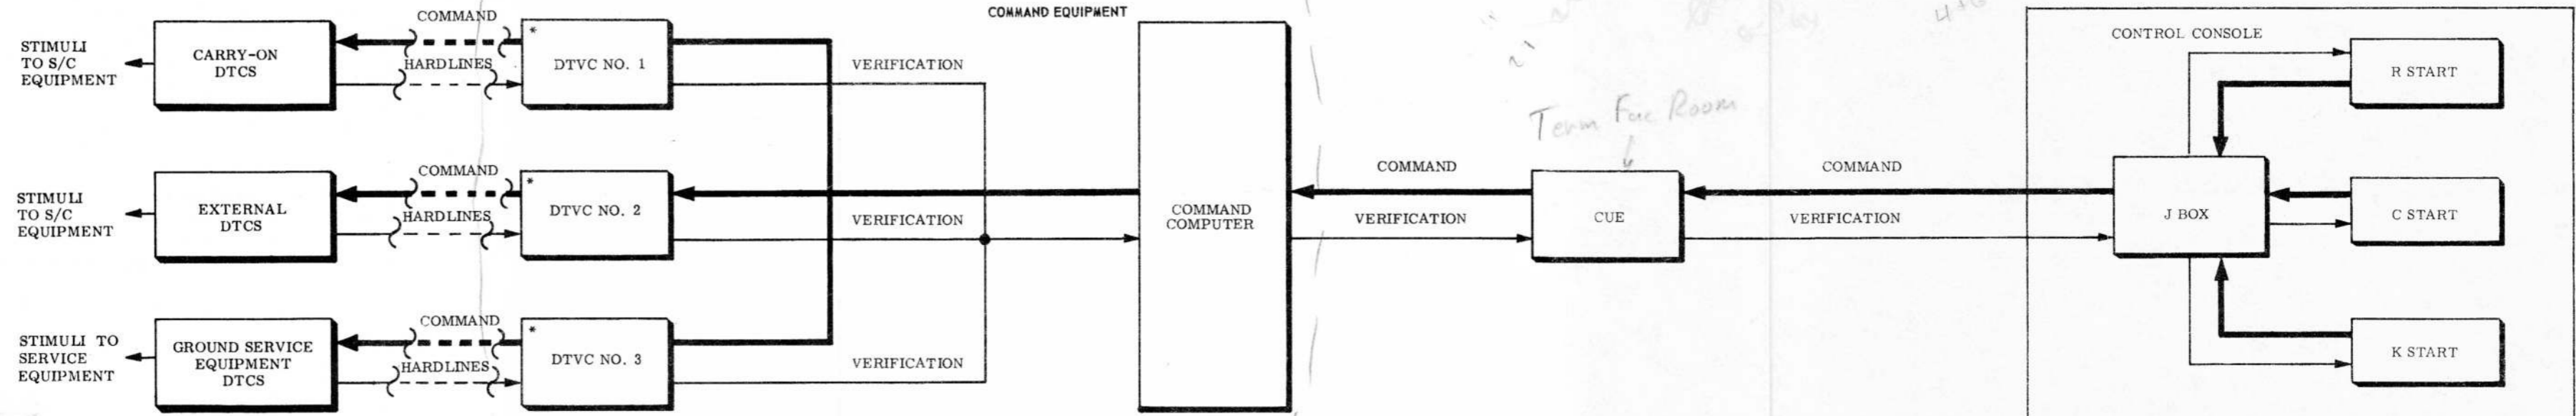 COMMAND EQUIPMENT
CONTROL CONSOLE
STIMULI
TO S/C
EQUIPMENT
CARRY-ON
DTCS
COMMAND
HARDLINES
*
DTVC NO. 1
VERIFICATION
R START
Term Fac Room
STIMULI
TO S/C
EQUIPMENT
EXTERNAL
DTCS
COMMAND
HARDLINES
*
DTVC NO. 2
VERIFICATION
COMMAND
COMPUTER
COMMAND
VERIFICATION
CUE
COMMAND
VERIFICATION
J BOX
C START
STIMULI TO
SERVICE
EQUIPMENT
GROUND SERVICE
EQUIPMENT
DTCS
COMMAND
HARDLINES
*
DTVC NO. 3
VERIFICATION
K START